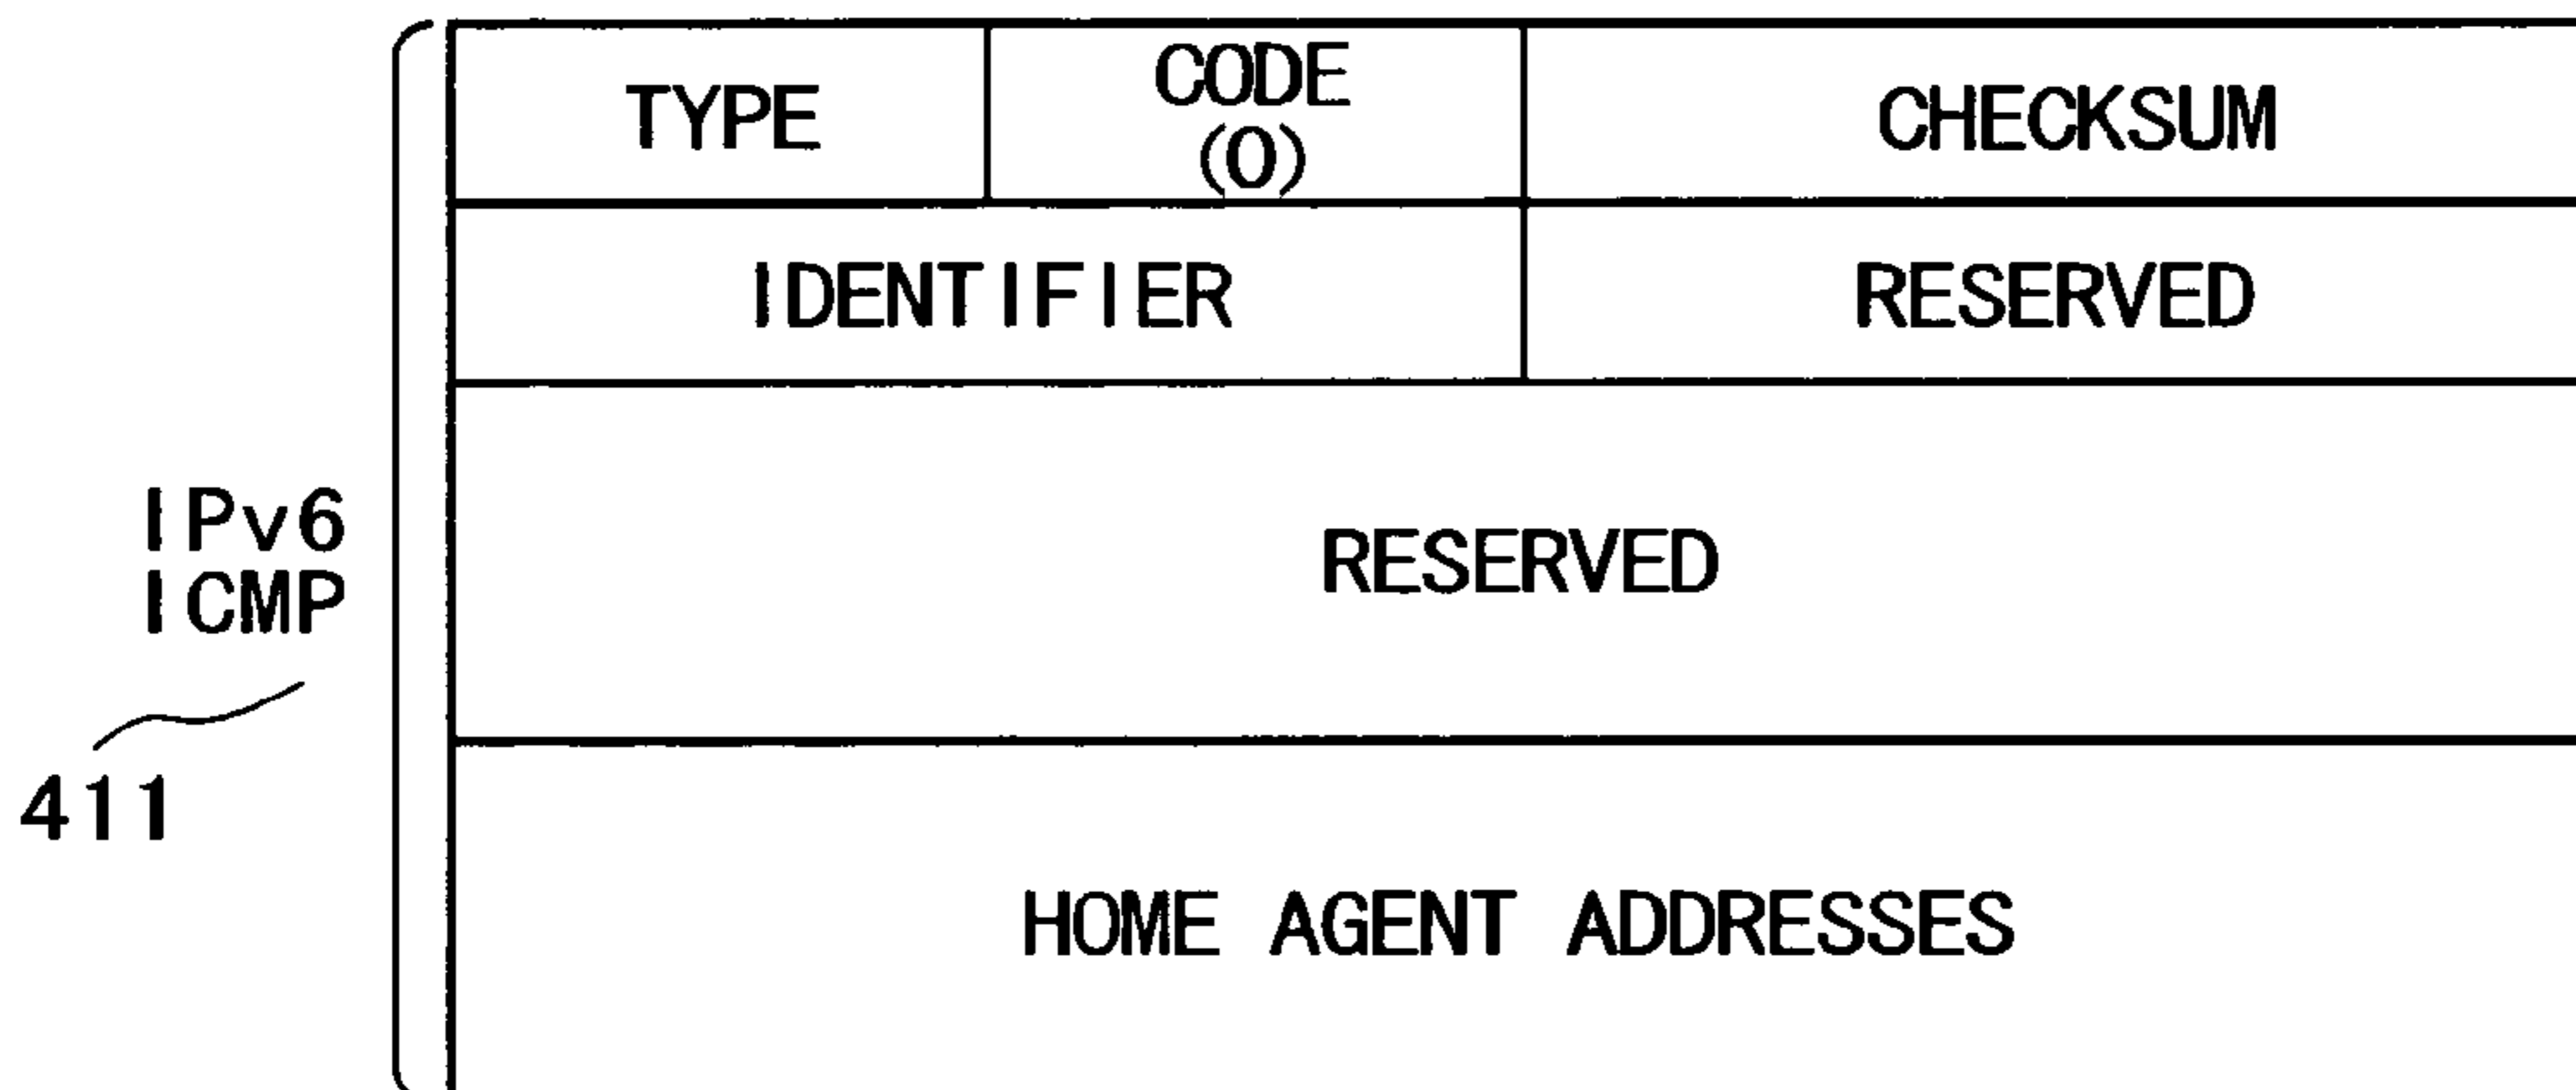 TYPE
CODE
(0)
CHECKSUM
IDENTIFIER
RESERVED
IPv6
ICMP
RESERVED
411
HOME AGENT ADDRESSES